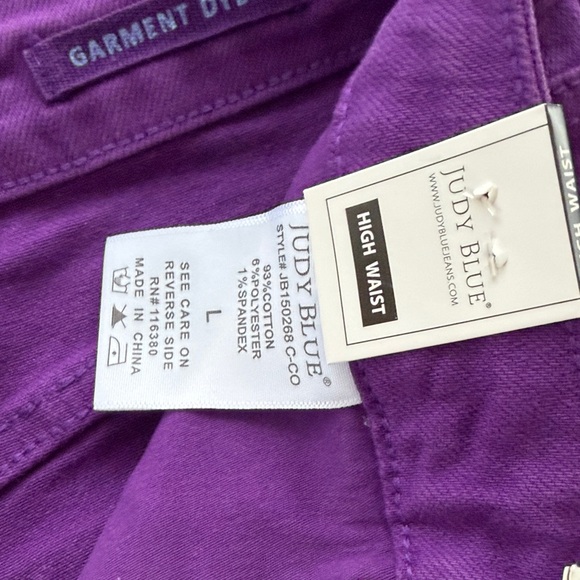 GARMENT DYE
JUDY BLUE®
STYLE# JB150268 C-CO
93%COTTON
6%POLYESTER
1%SPANDEX
L
SEE CARE ON
REVERSE SIDE
RN#116380
MADE IN CHINA
JUDY BLUE®
WWW.JUDYBLUEJEANS.COM
HIGH WAIST
H WAIST